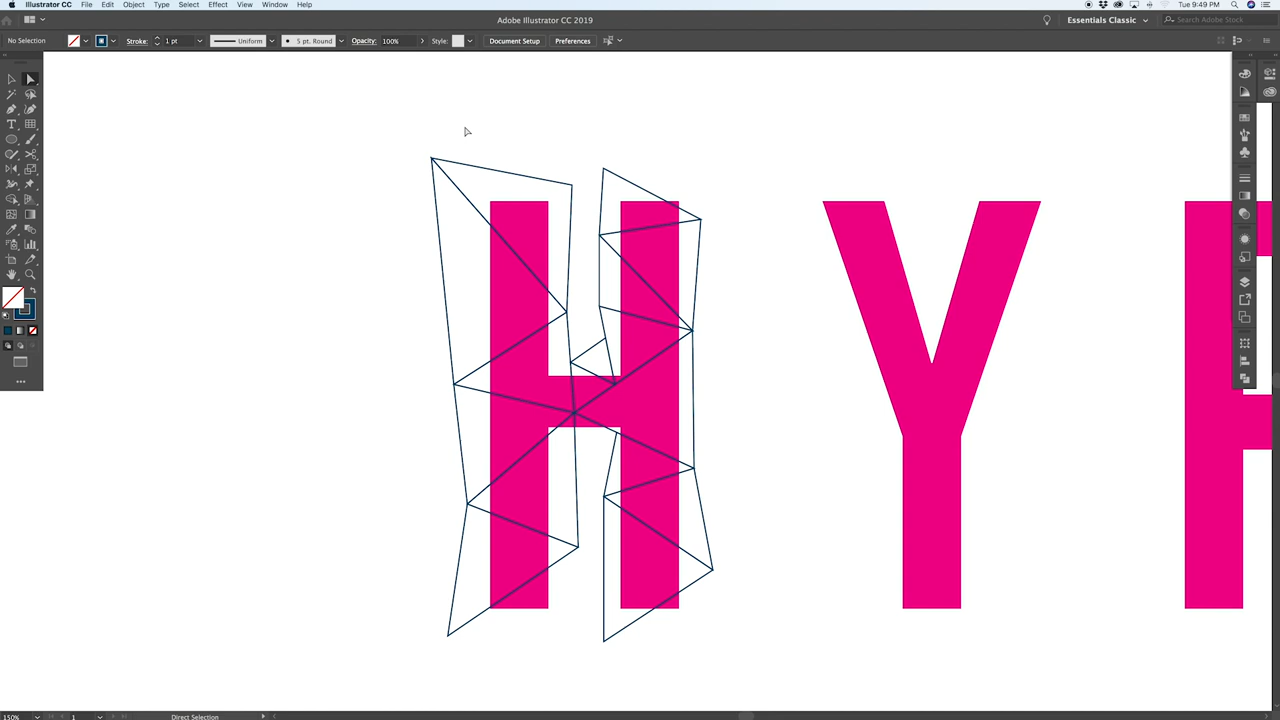 Illustrator CC File Edit Object Type Select Effect View Window Help Tue 9:49 PM
Adobe Illustrator CC 2019 Essentials Classic Search Adobe Stock
No Selection Stroke: 1 pt Uniform 5 pt. Round Opacity: 100% Style: Document Setup Preferences
H Y
150% 1 Direct Selection